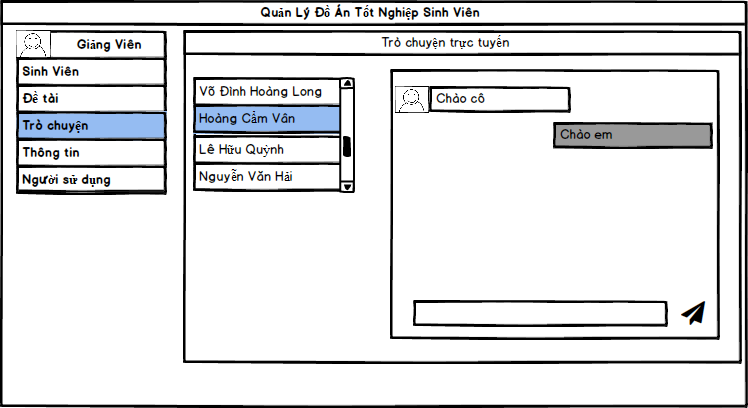 Quản Lý Đồ Án Tốt Nghiệp Sinh Viên
Giảng Viên
Sinh Viên
Đề tài
Trò chuyện
Thông tin
Người sử dụng
Trò chuyện trực tuyến
Võ Đình Hoàng Long
Hoàng Cẩm Vân
Lê Hữu Quỳnh
Nguyễn Văn Hải
Chào cô
Chào em